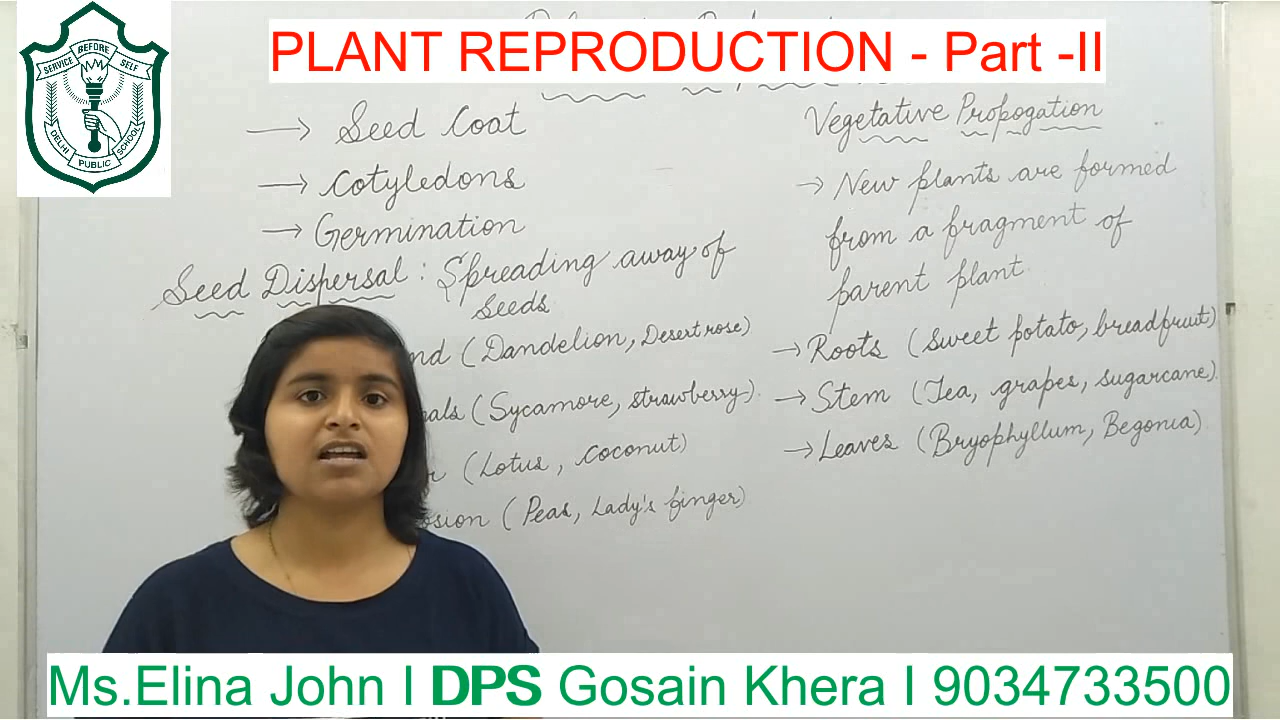 SERVICE BEFORE SELF
DELHI PUBLIC SCHOOL
PLANT REPRODUCTION - Part -II
→ Seed Coat
→ Cotyledons
→ Germination
Seed Dispersal : Spreading away of
seeds
(Dandelion, Desert rose)
(Sycamore, strawberry)
(Lotus, coconut)
(Peas, Lady's finger)
Vegetative Propogation
→ New plants are formed
from a fragment of
parent plant
→ Roots (sweet potato, breadfruit)
→ Stem (Tea, grapes, sugarcane)
→ Leaves (Bryophyllum, Begonia)
Ms.Elina John I DPS Gosain Khera I 9034733500